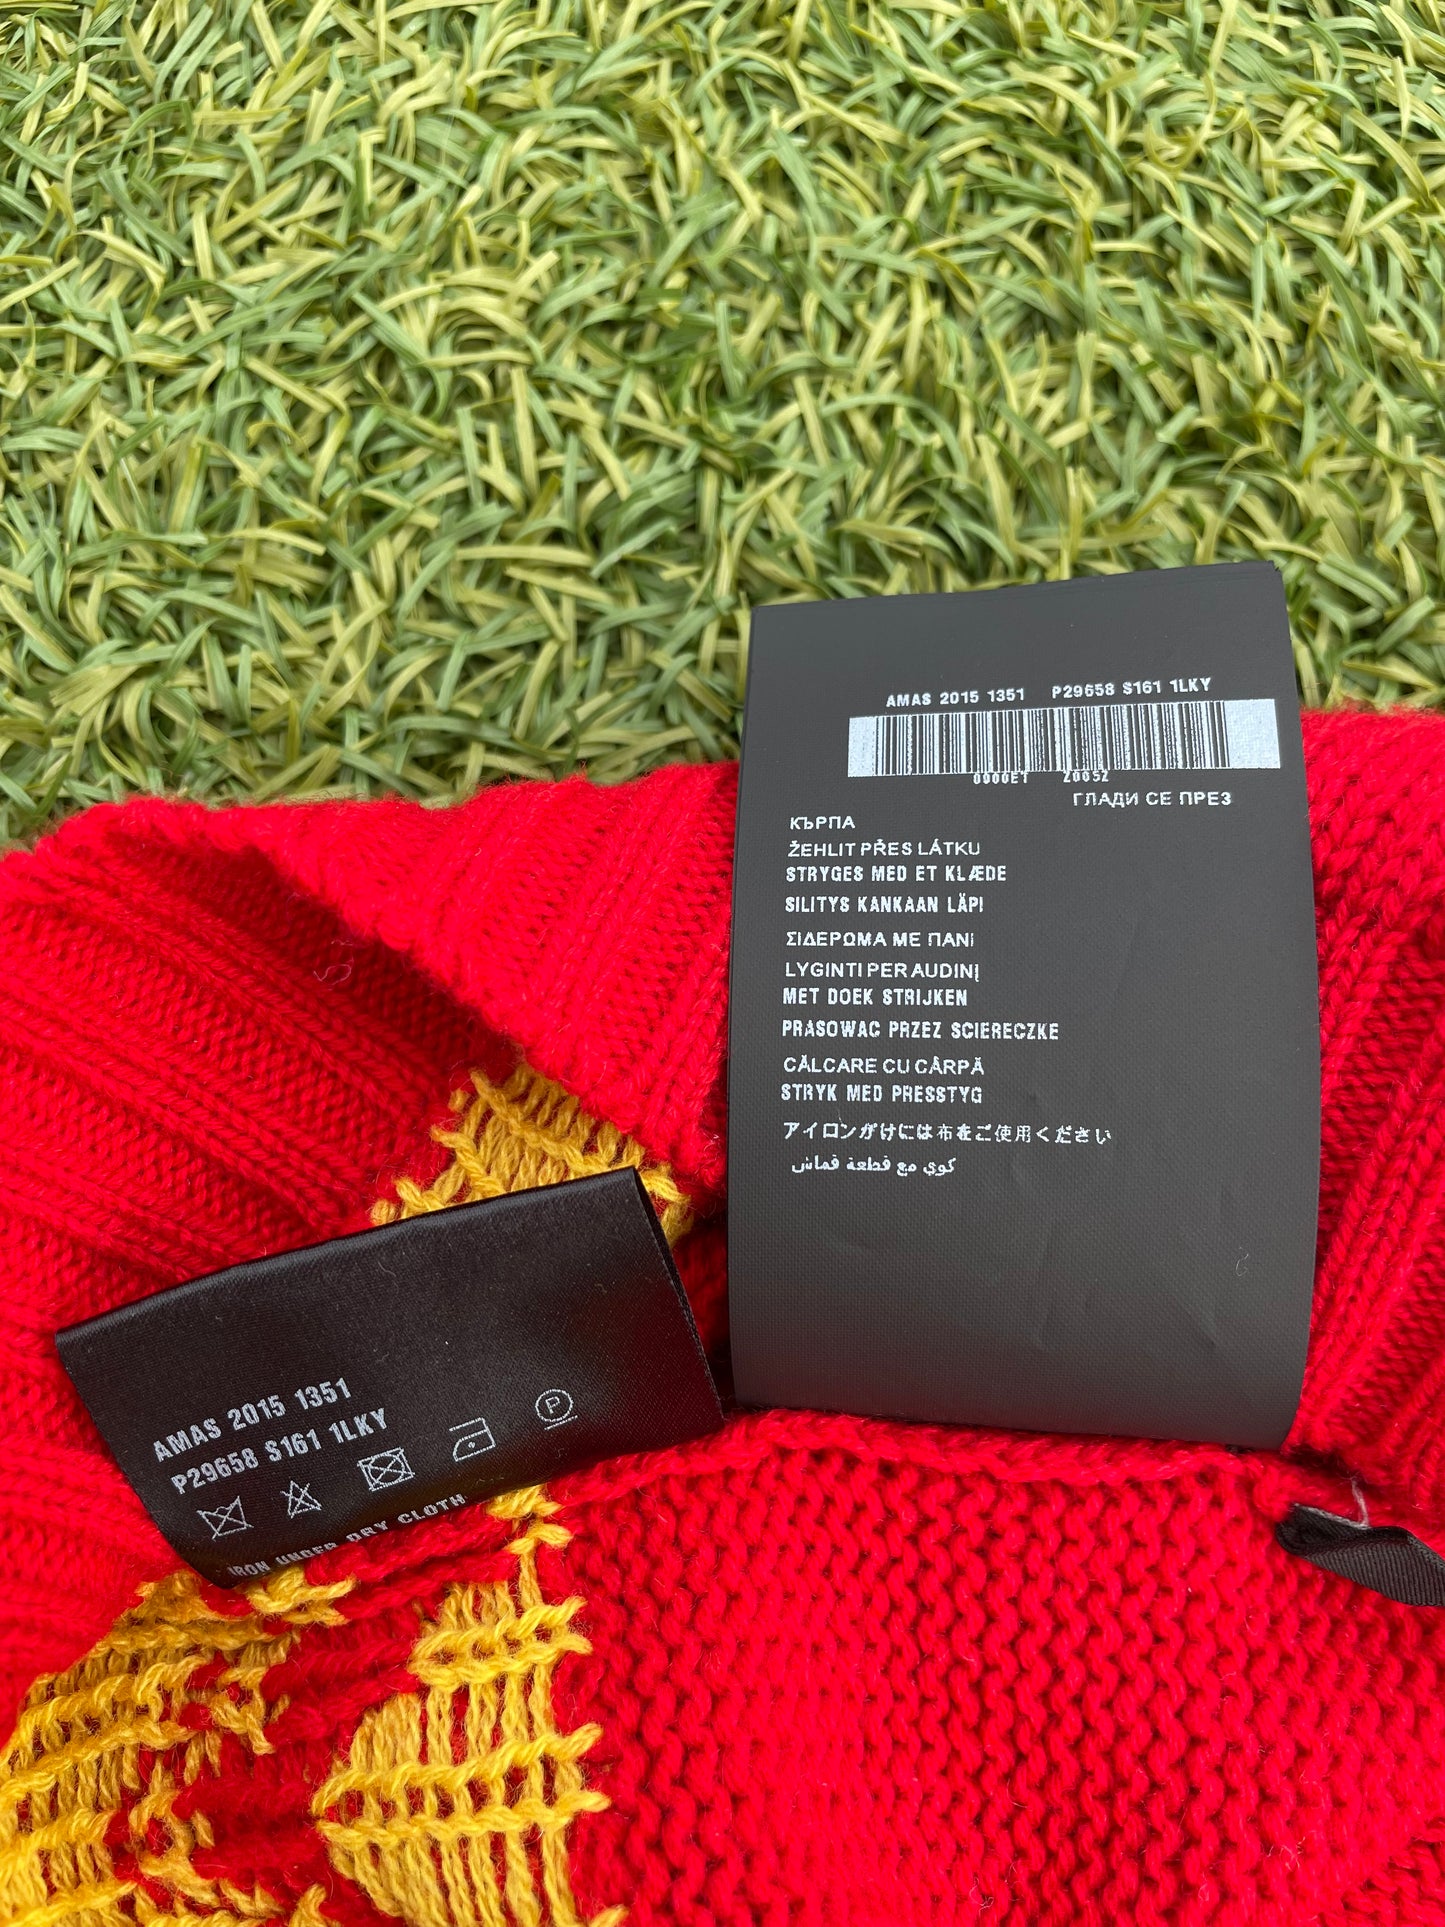 AMAS 2015 1351 P29658 S161 1LKY
0000E1 Z005Z
ГЛАДИ СЕ ПРЕЗ
КЪРПА
ŽEHLIT PŘES LÁTKU
STRYGES MED ET KLÆDE
SILITYS KANKAAN LÄPI
ΣΙΔΕΡΩΜΑ ΜΕ ΠΑΝΙ
LYGINTI PER AUDINĮ
MET DOEK STRIJKEN
PRASOWAC PRZEZ SCIERECZKE
CĂLCARE CU CÂRPĂ
STRYK MED PRESSTYG
アイロンがけには布をご使用ください
كوي مع قطعة قماش
AMAS 2015 1351
P29658 S161 1LKY
P
IRON UNDER DRY CLOTH